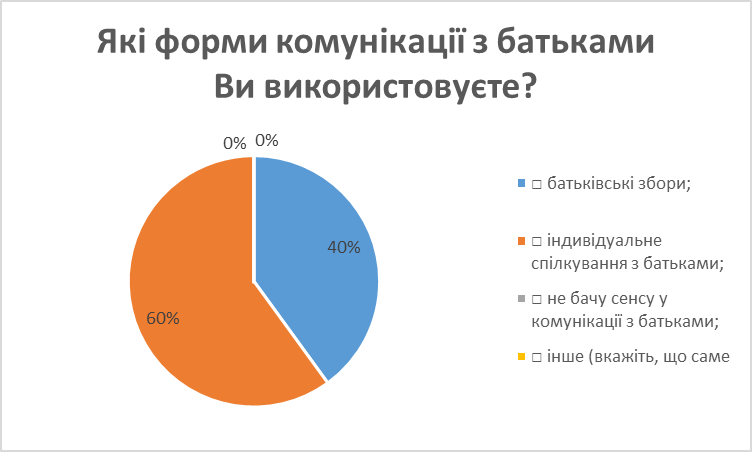 Які форми комунікації з батьками
Ви використовуєте?
0% 0%
40%
60%
□ батьківські збори;
□ індивідуальне
спілкування з батьками;
□ не бачу сенсу у
комунікації з батьками;
□ інше (вкажіть, що саме